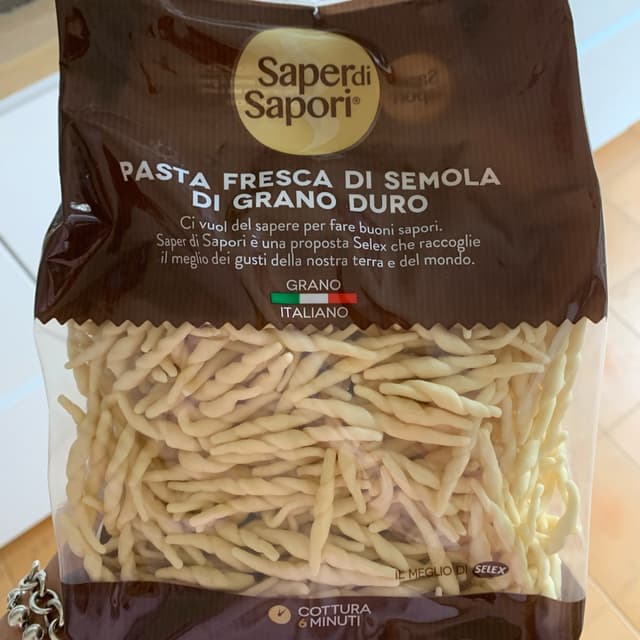 Saper di
Sapori®
PASTA FRESCA DI SEMOLA
DI GRANO DURO
Ci vuol del sapere per fare buoni sapori.
Saper di Sapori è una proposta Selex che raccoglie
il meglio dei gusti della nostra terra e del mondo.
GRANO
ITALIANO
IL MEGLIO DI SELEX
COTTURA
6 MINUTI